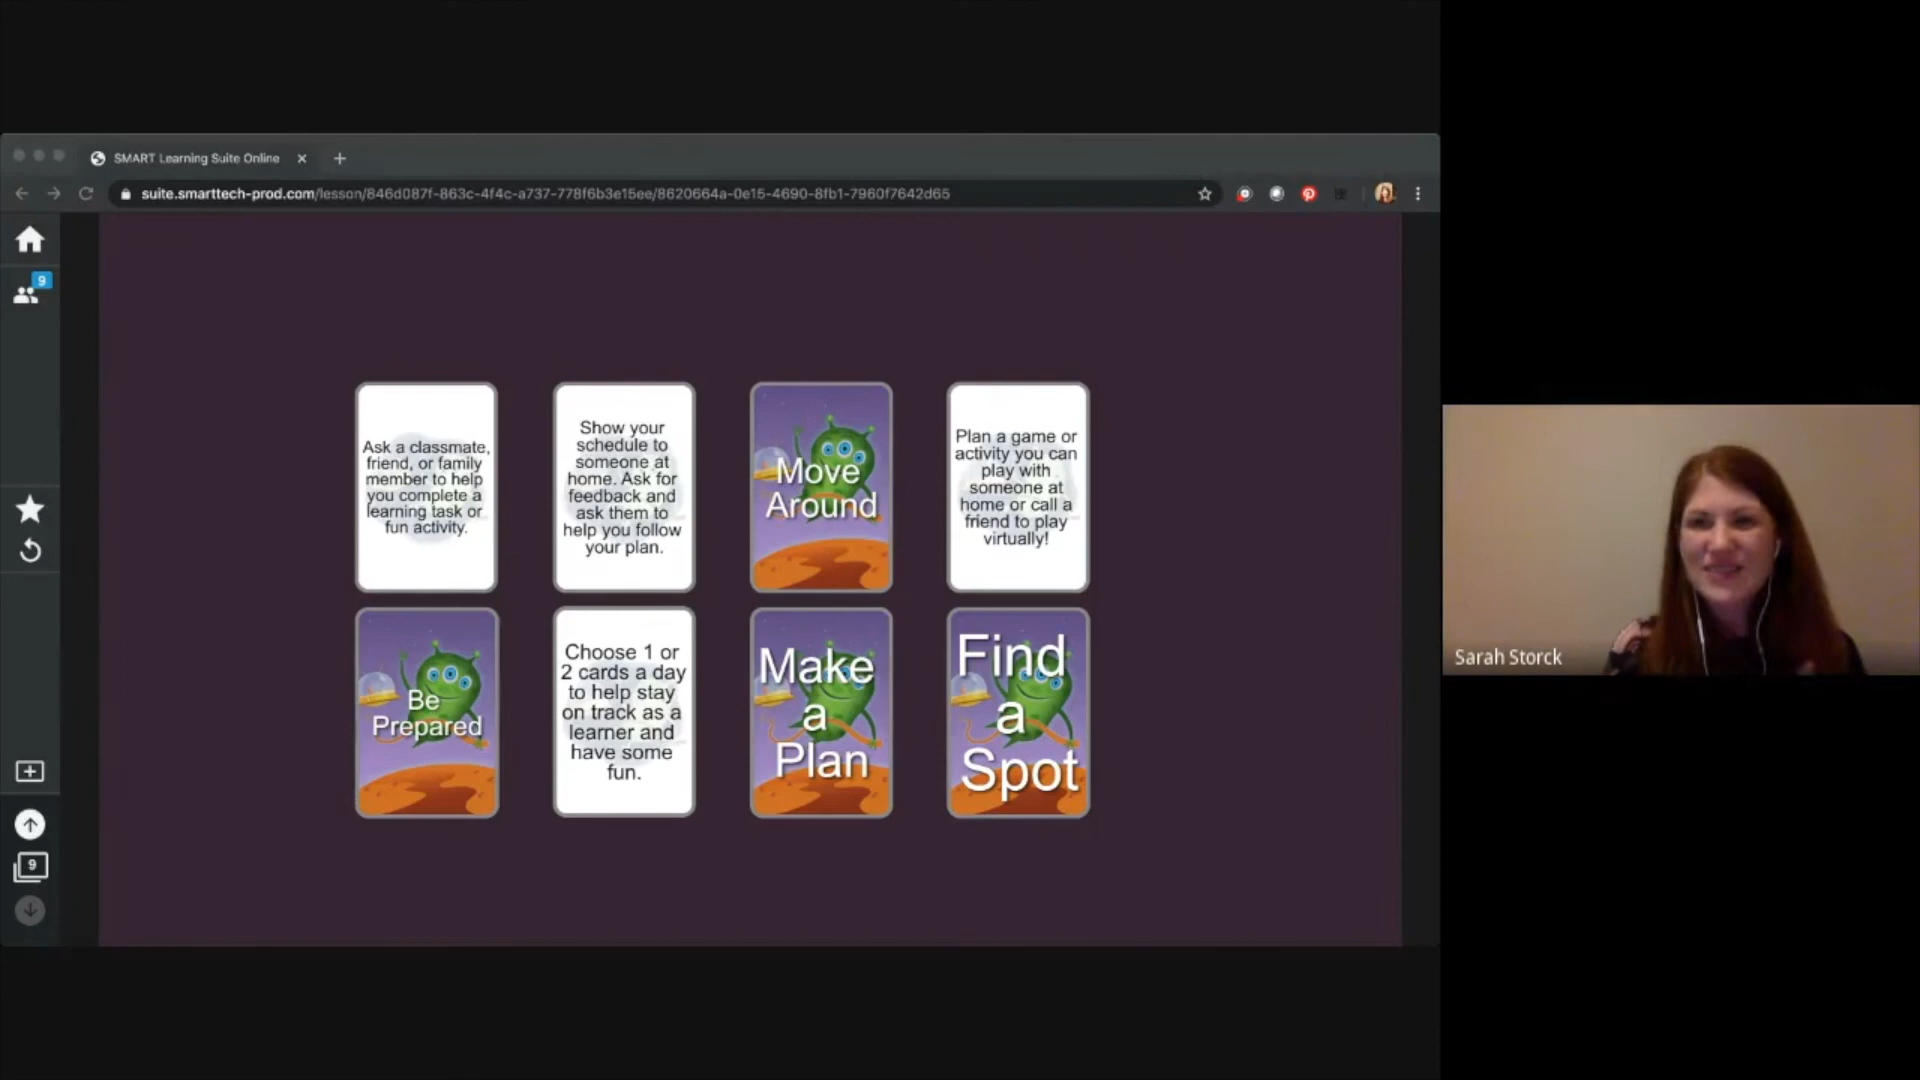 SMART Learning Suite Online
suite.smarttech-prod.com/lesson/846d087f-863c-4f4c-a737-778f6b3e15ee/8620664a-0e15-4690-8fb1-7960f7642d65
9
Ask a classmate,
friend, or family
member to help
you complete a
learning task or
fun activity.
Show your
schedule to
someone at
home. Ask for
feedback and
ask them to
help you follow
your plan.
Move
Around
Plan a game or
activity you can
play with
someone at
home or call a
friend to play
virtually!
Be
Prepared
Choose 1 or
2 cards a day
to help stay
on track as a
learner and
have some
fun.
Make
a
Plan
Find
a
Spot
9
Sarah Storck